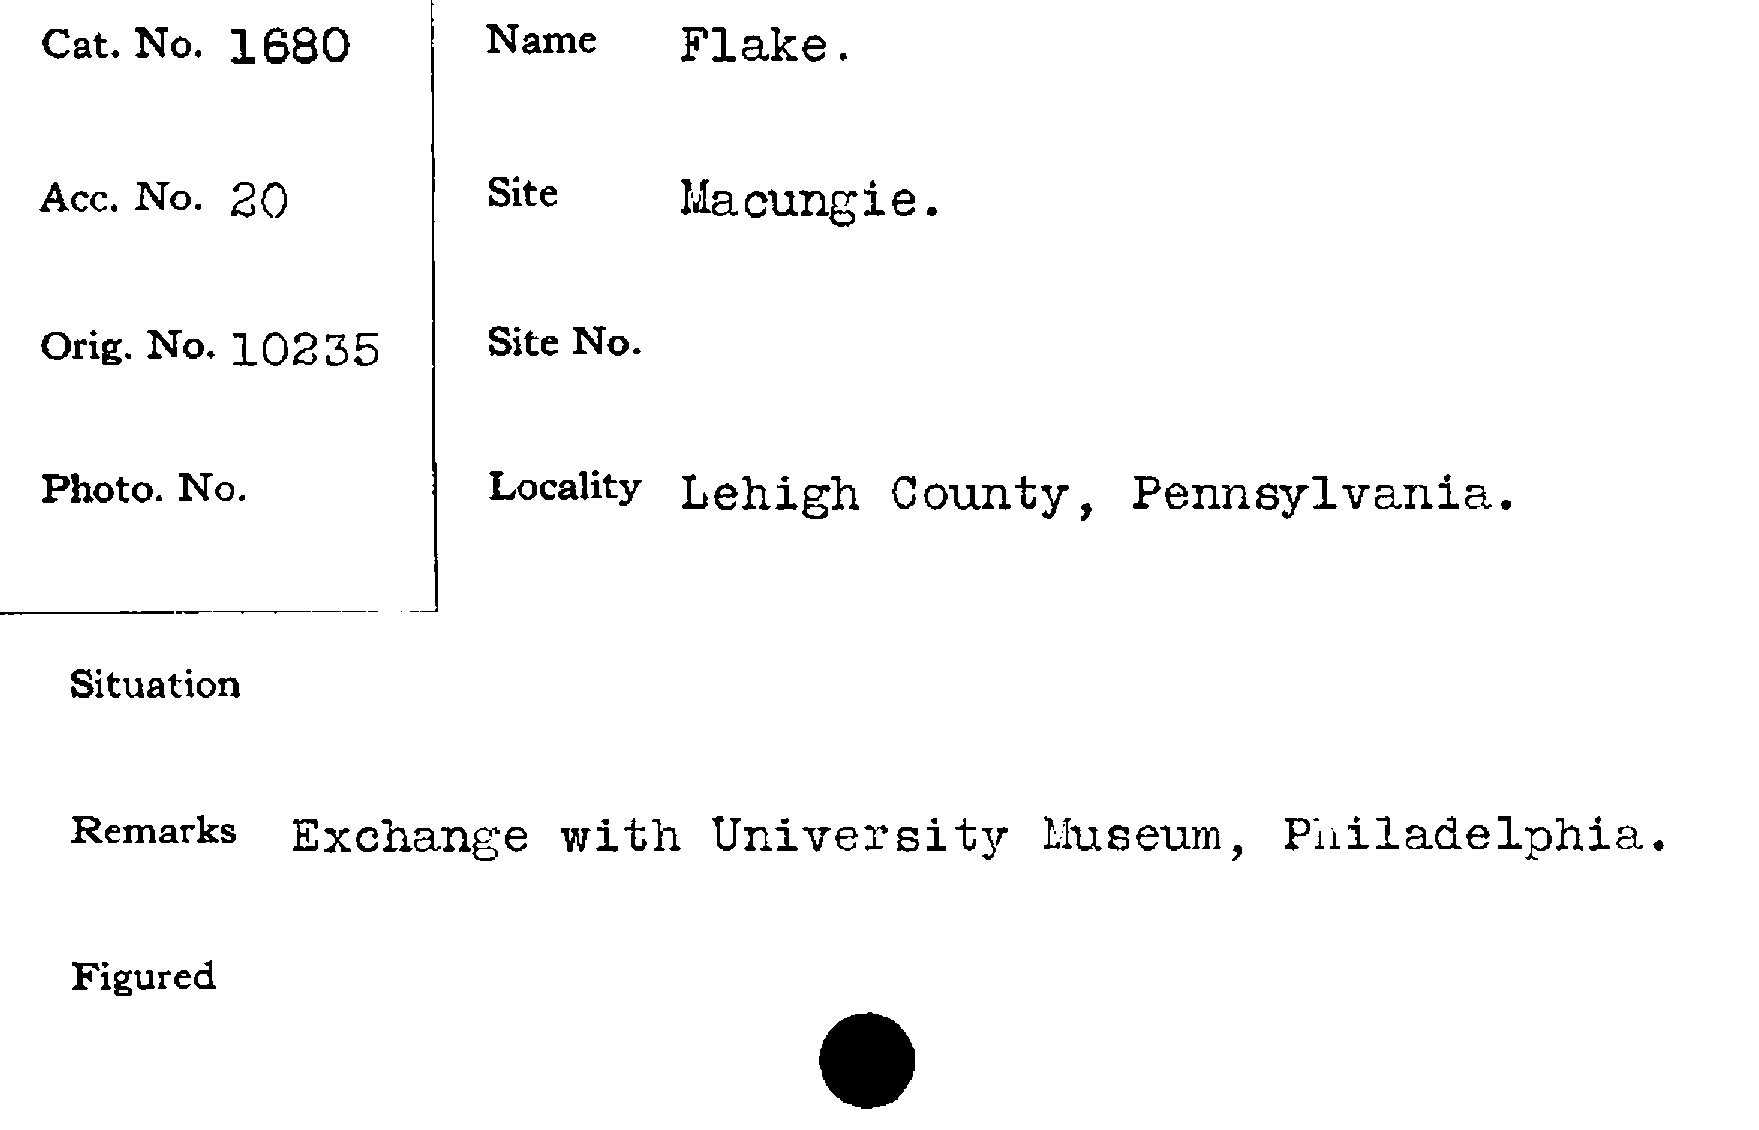 Cat. No. 1680
Name Flake.
Acc. No. 20
Site Macungie.
Orig. No. 10235
Site No.
Photo. No.
Locality Lehigh County, Pennsylvania.
Situation
Remarks Exchange with University Museum, Philadelphia.
Figured